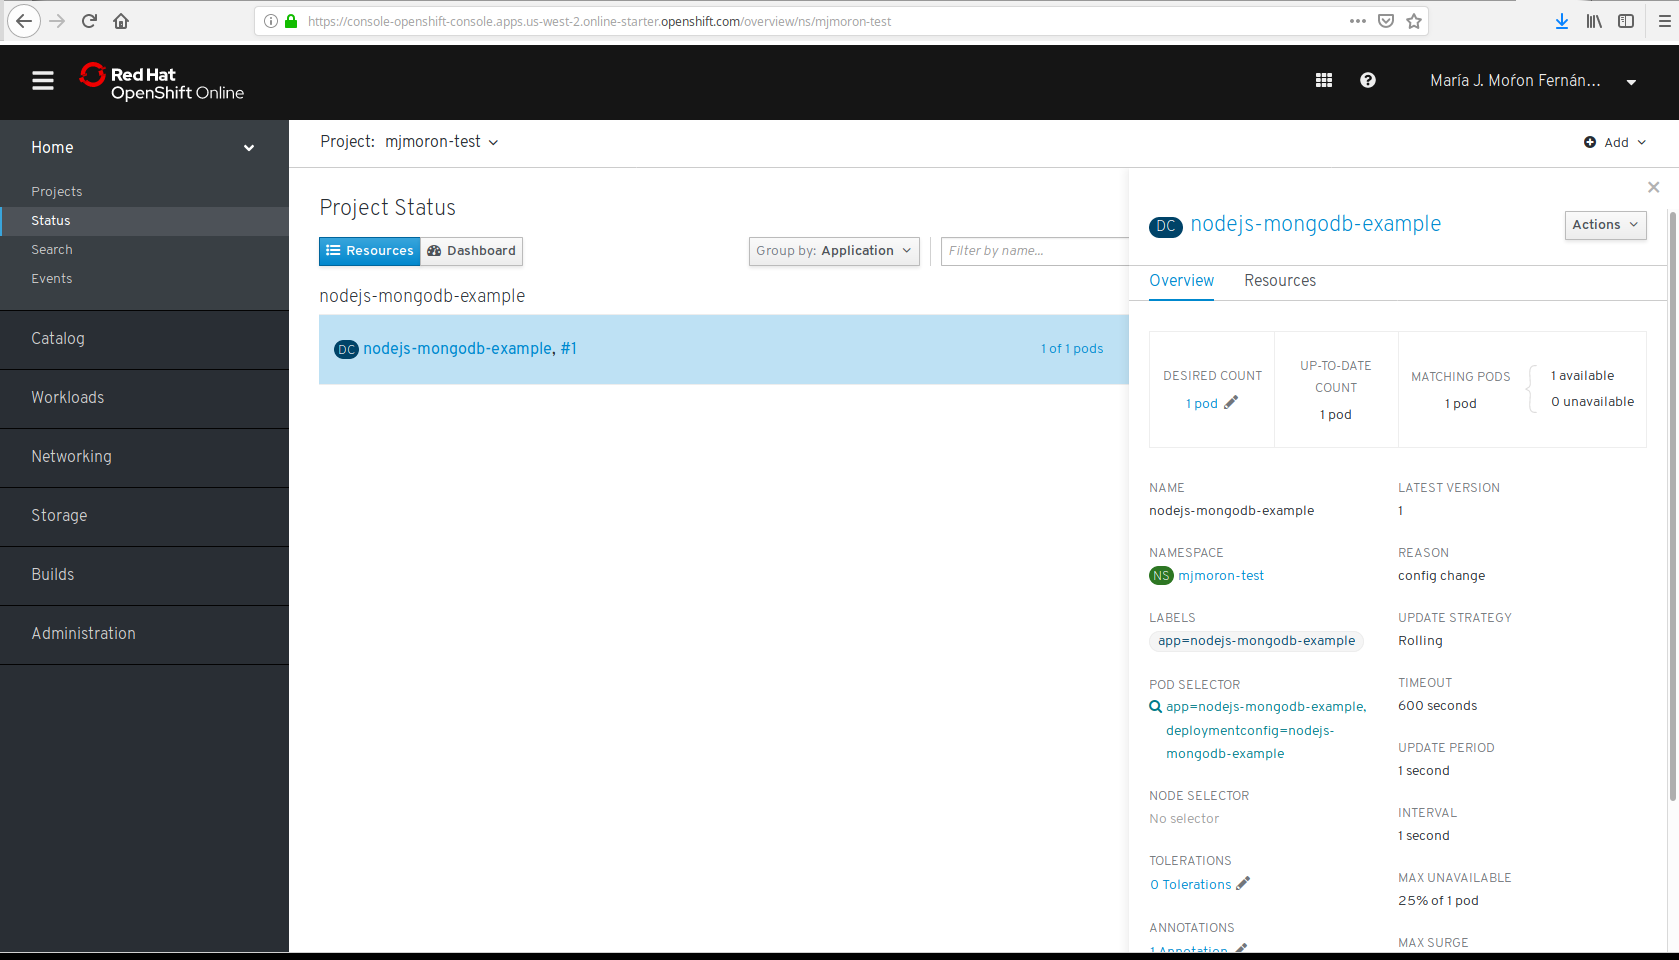 https://console-openshift-console.apps.us-west-2.online-starter.openshift.com/overview/ns/mjmoron-test
Red Hat
OpenShift Online
María J. Moŕon Fernán...
Home
Projects
Status
Search
Events
Catalog
Workloads
Networking
Storage
Builds
Administration
Project: mjmoron-test
Add
Project Status
Resources
Dashboard
Group by: Application
Filter by name...
nodejs-mongodb-example
DC nodejs-mongodb-example, #1
1 of 1 pods
DC nodejs-mongodb-example
Actions
Overview
Resources
DESIRED COUNT
1 pod
UP-TO-DATE
COUNT
1 pod
MATCHING PODS
1 pod
1 available
0 unavailable
NAME
nodejs-mongodb-example
NAMESPACE
NS mjmoron-test
LABELS
app=nodejs-mongodb-example
POD SELECTOR
app=nodejs-mongodb-example,
deploymentconfig=nodejs-
mongodb-example
NODE SELECTOR
No selector
TOLERATIONS
0 Tolerations
ANNOTATIONS
1 Annotation
LATEST VERSION
1
REASON
config change
UPDATE STRATEGY
Rolling
TIMEOUT
600 seconds
UPDATE PERIOD
1 second
INTERVAL
1 second
MAX UNAVAILABLE
25% of 1 pod
MAX SURGE